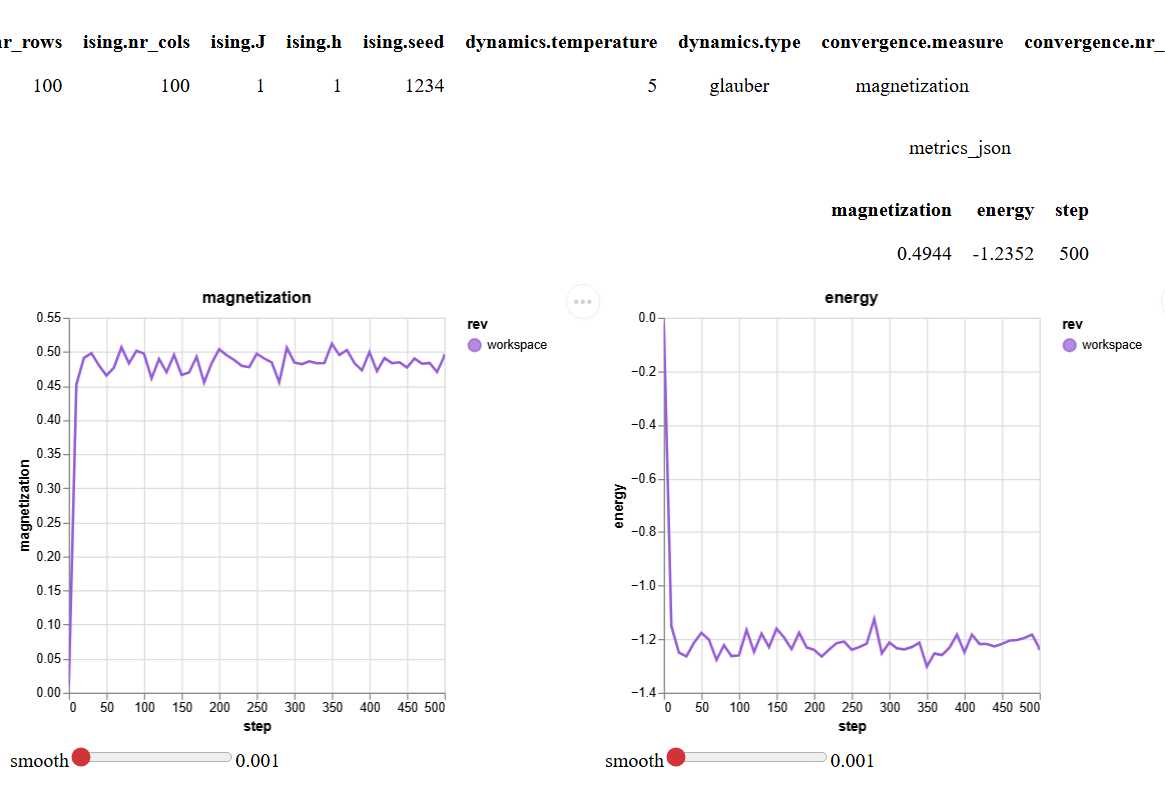 nr_rows ising.nr_cols ising.J ising.h ising.seed dynamics.temperature dynamics.type convergence.measure convergence.nr_
100 100 1 1 1234 5 glauber magnetization
metrics_json
magnetization energy step
0.4944 -1.2352 500
magnetization
0.55
0.50
0.45
0.40
0.35
0.30
0.25
0.20
0.15
0.10
0.05
0.00
magnetization
0 50 100 150 200 250 300 350 400 450 500
step
rev
workspace
smooth 0.001
energy
0.0
−0.2
−0.4
−0.6
−0.8
−1.0
−1.2
−1.4
energy
0 50 100 150 200 250 300 350 400 450 500
step
rev
workspace
smooth 0.001